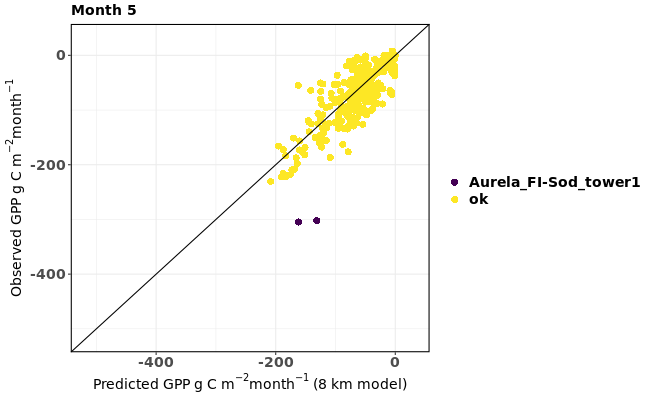 Month 5
Observed GPP g C m⁻²month⁻¹
0
-200
-400
-400 -200 0
Predicted GPP g C m⁻²month⁻¹ (8 km model)
Aurela_FI-Sod_tower1
ok